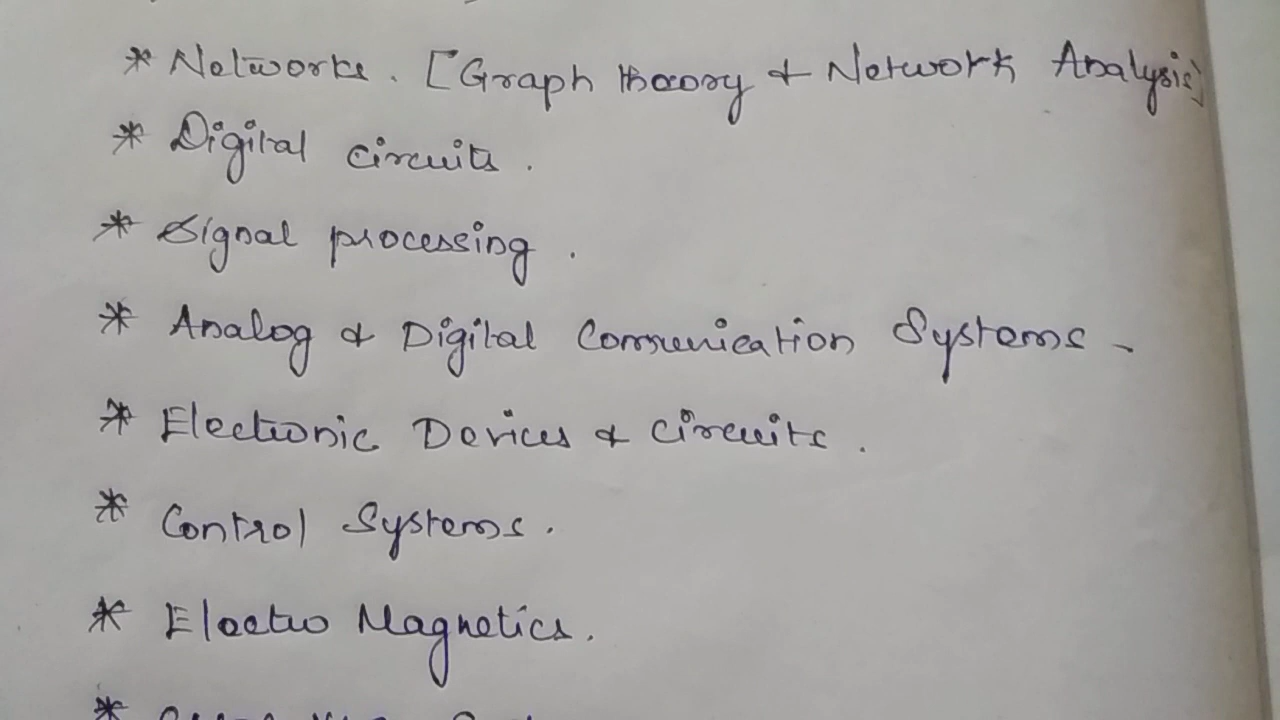 * Networks. [Graph theory & Network Analysis]
* Digital circuits.
* Signal processing.
* Analog & Digital Communication Systems -
* Electronic Devices & Circuits.
* Control Systems.
* Electro Magnetics.
*